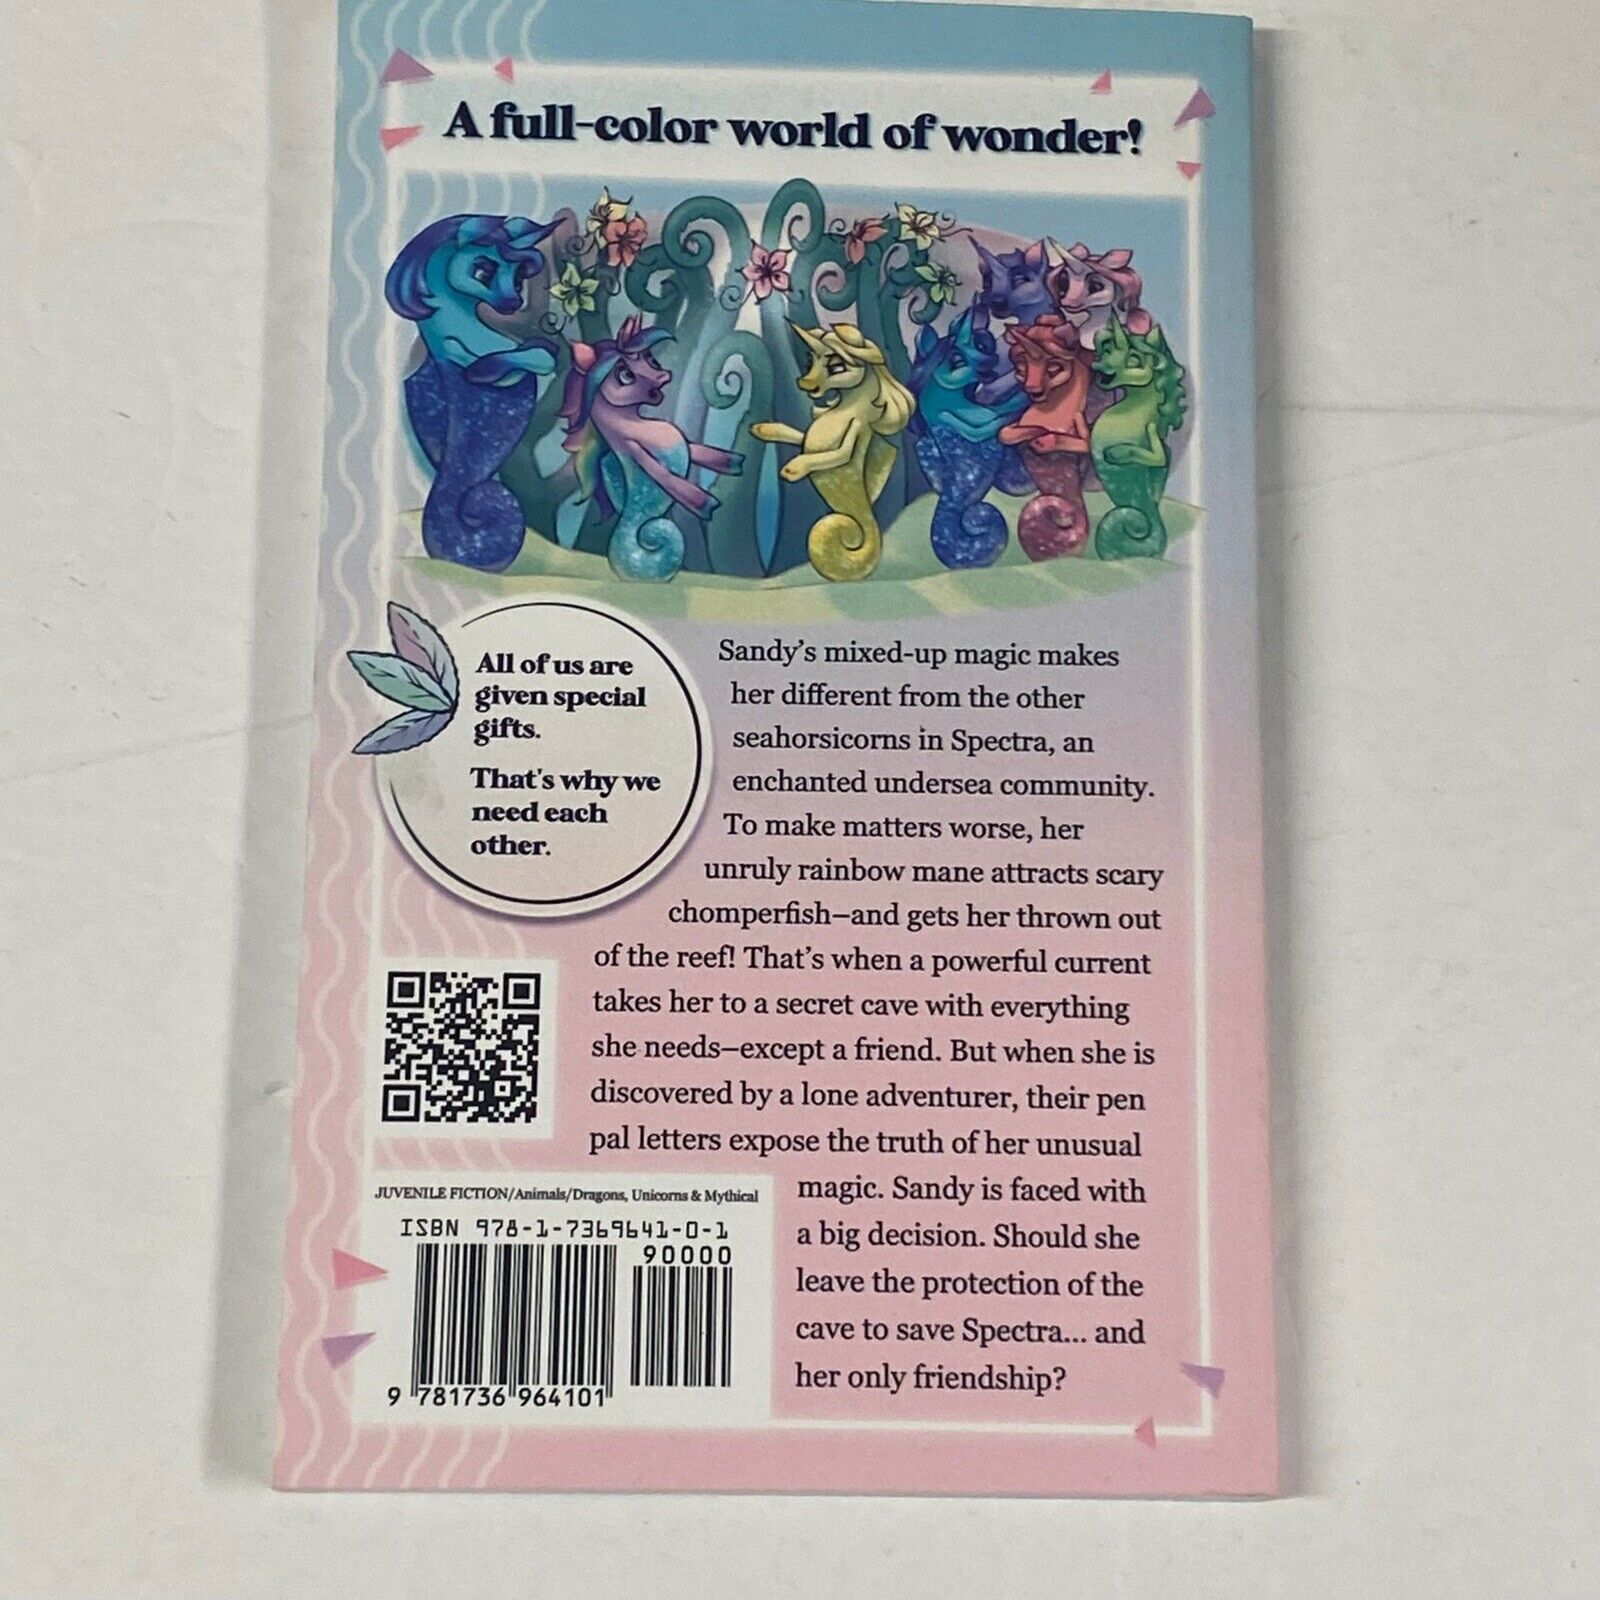 A full-color world of wonder!
All of us are
given special
gifts.
That's why we
need each
other.
Sandy’s mixed-up magic makes
her different from the other
seahorsicorns in Spectra, an
enchanted undersea community.
To make matters worse, her
unruly rainbow mane attracts scary
chomperfish—and gets her thrown out
of the reef! That’s when a powerful current
takes her to a secret cave with everything
she needs—except a friend. But when she is
discovered by a lone adventurer, their pen
pal letters expose the truth of her unusual
magic. Sandy is faced with
a big decision. Should she
leave the protection of the
cave to save Spectra... and
her only friendship?
JUVENILE FICTION/Animals/Dragons, Unicorns & Mythical
ISBN 978-1-7369641-0-1
90000
9 781736 964101